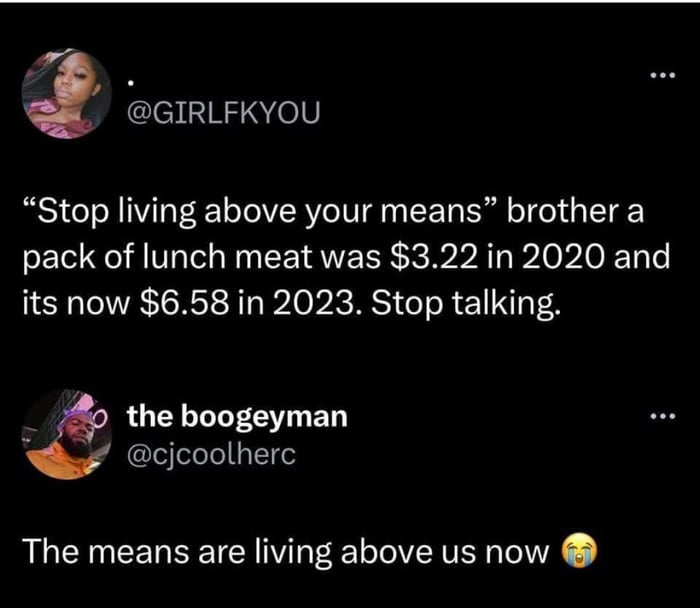 .
@GIRLFKYOU
“Stop living above your means” brother a
pack of lunch meat was $3.22 in 2020 and
its now $6.58 in 2023. Stop talking.
the boogeyman
@cjcoolherc
The means are living above us now 😭